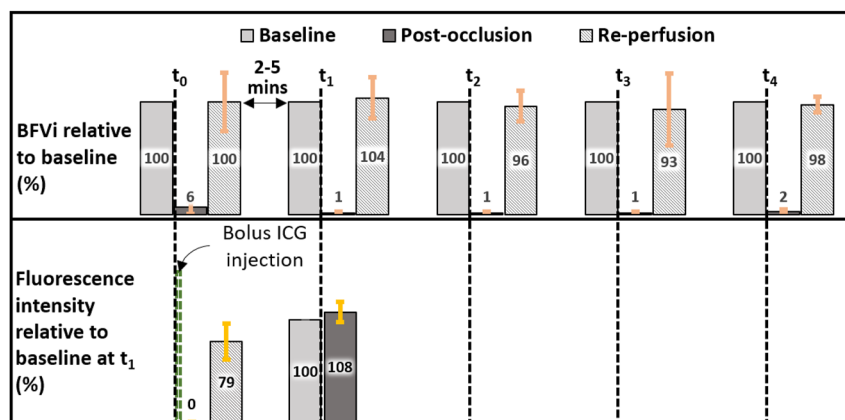 Baseline Post-occlusion Re-perfusion
t0 2-5 mins t1 t2 t3 t4
BFVi relative
to baseline
(%)
100 6 100 100 1 104 100 1 96 100 1 93 100 2 98
Bolus ICG
injection
Fluorescence
intensity
relative to
baseline at t1
(%)
0 79 100 108